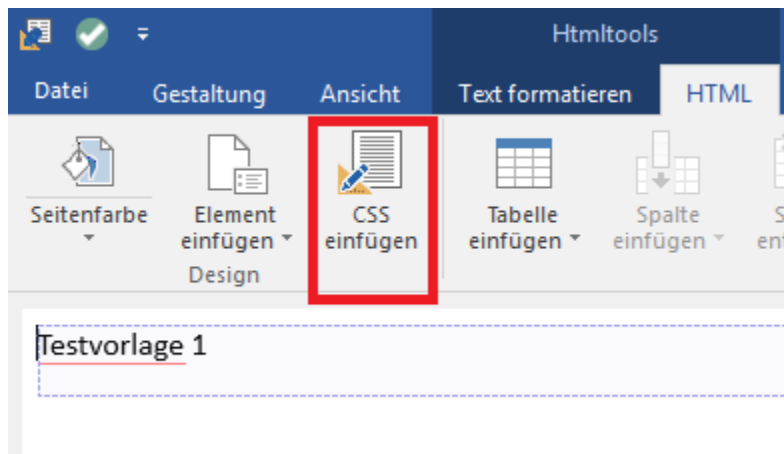 Htmltools
Datei Gestaltung Ansicht Text formatieren HTML
Seitenfarbe
Element
einfügen
CSS
einfügen
Tabelle
einfügen
Spalte
einfügen
Design
Testvorlage 1